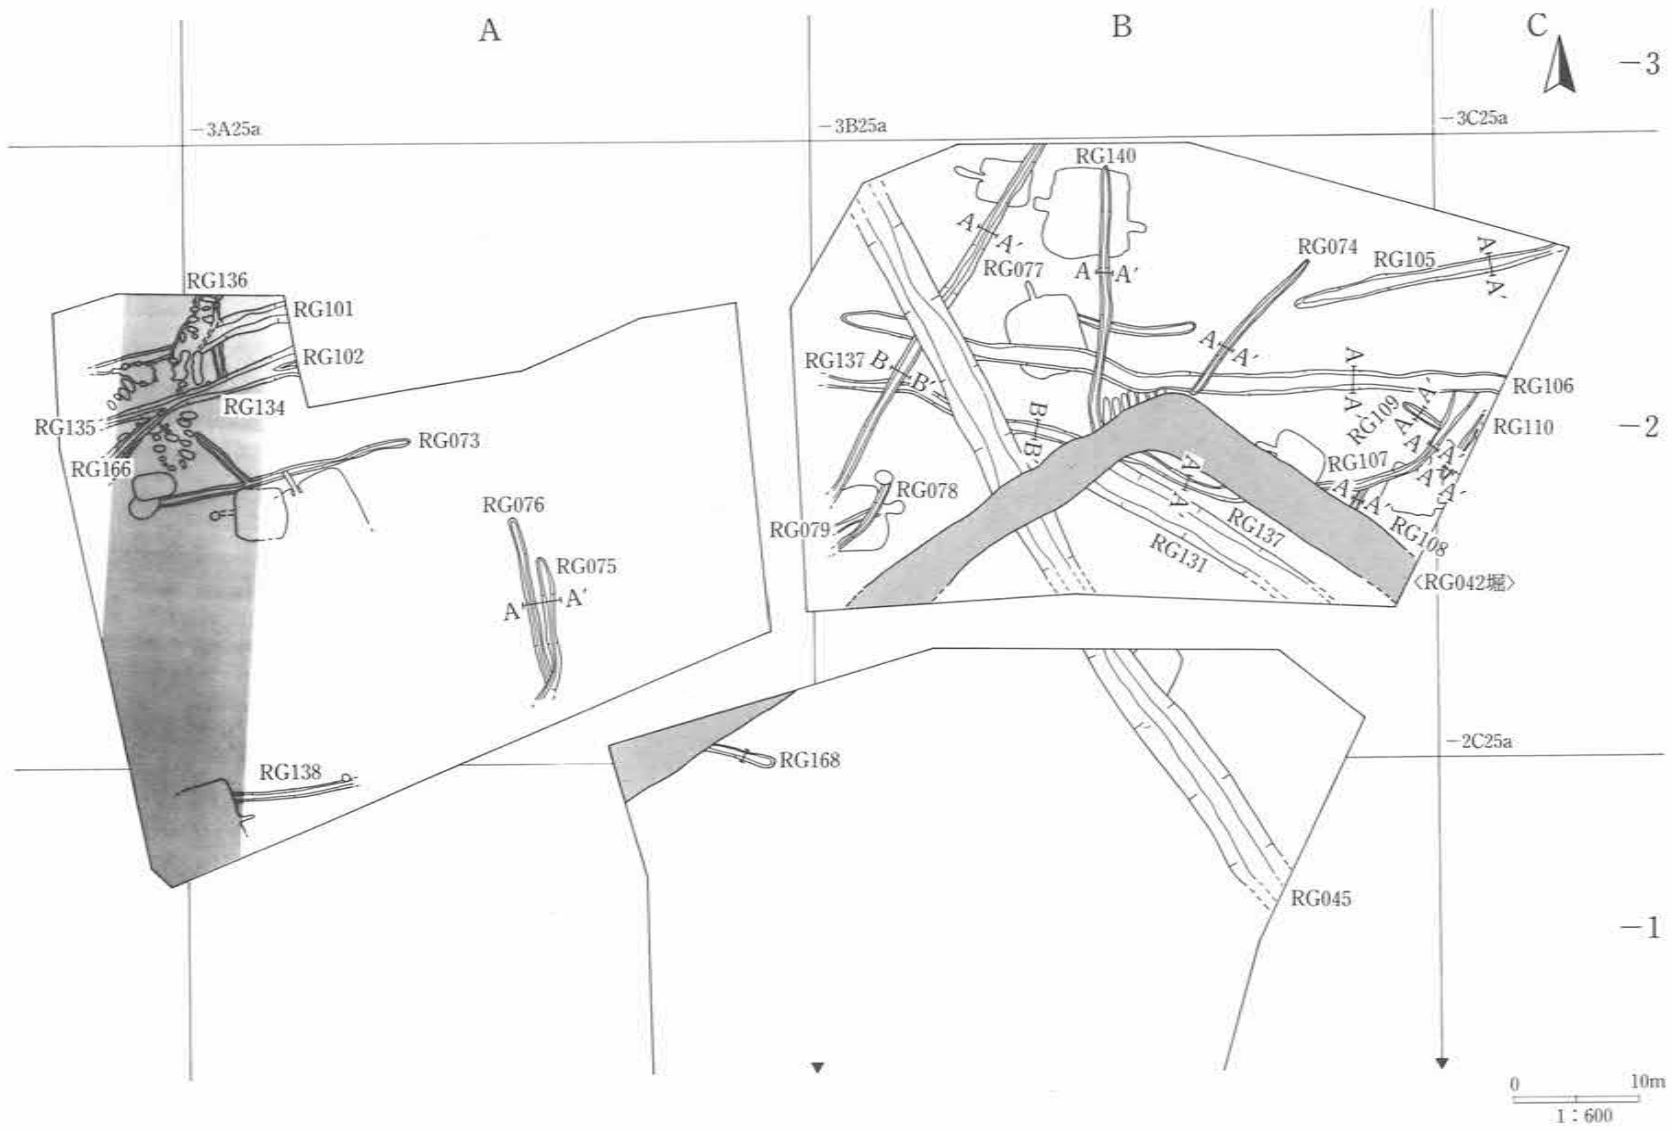 A
B
C
-3
-3A25a
-3B25a
-3C25a
RG140
A
A′
RG077
A
A′
RG074
RG105
A
A′
RG136
RG101
RG102
RG134
RG135
RG166
RG073
RG137
B
B′
A
A′
A
A′
RG106
RG109
A
A′
RG110
-2
B
B′
A
A′
RG107
A
A′
A
A′
A
A′
RG108
RG078
RG079
RG137
RG131
〈RG042堀〉
RG076
RG075
A
A′
-2C25a
RG168
RG138
RG045
-1
0
10m
1：600